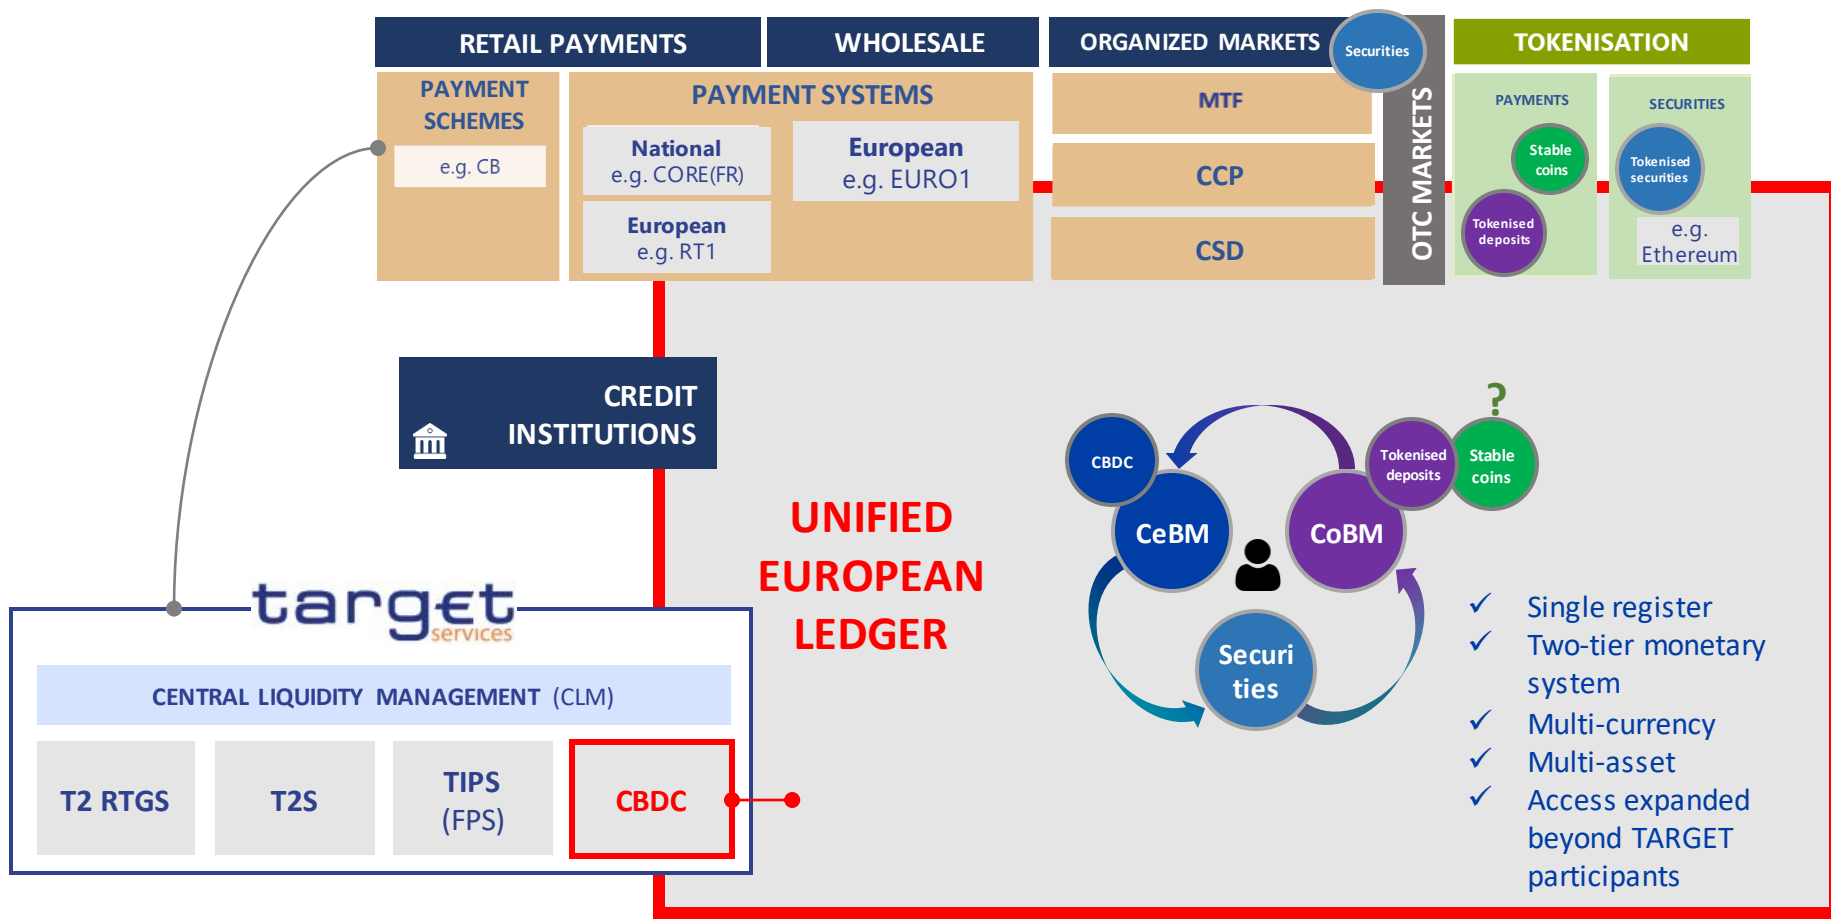 RETAIL PAYMENTS
WHOLESALE
ORGANIZED MARKETS
Securities
OTC MARKETS
TOKENISATION
PAYMENT
SCHEMES
e.g. CB
PAYMENT SYSTEMS
National
e.g. CORE(FR)
European
e.g. RT1
European
e.g. EURO1
MTF
CCP
CSD
PAYMENTS
Stable
coins
Tokenised
deposits
SECURITIES
Tokenised
securities
e.g.
Ethereum
CREDIT
INSTITUTIONS
UNIFIED
EUROPEAN
LEDGER
CBDC
CeBM
CoBM
Tokenised
deposits
?
Stable
coins
Securi
ties
Single register
Two-tier monetary
system
Multi-currency
Multi-asset
Access expanded
beyond TARGET
participants
target
services
CENTRAL LIQUIDITY MANAGEMENT (CLM)
T2 RTGS
T2S
TIPS
(FPS)
CBDC